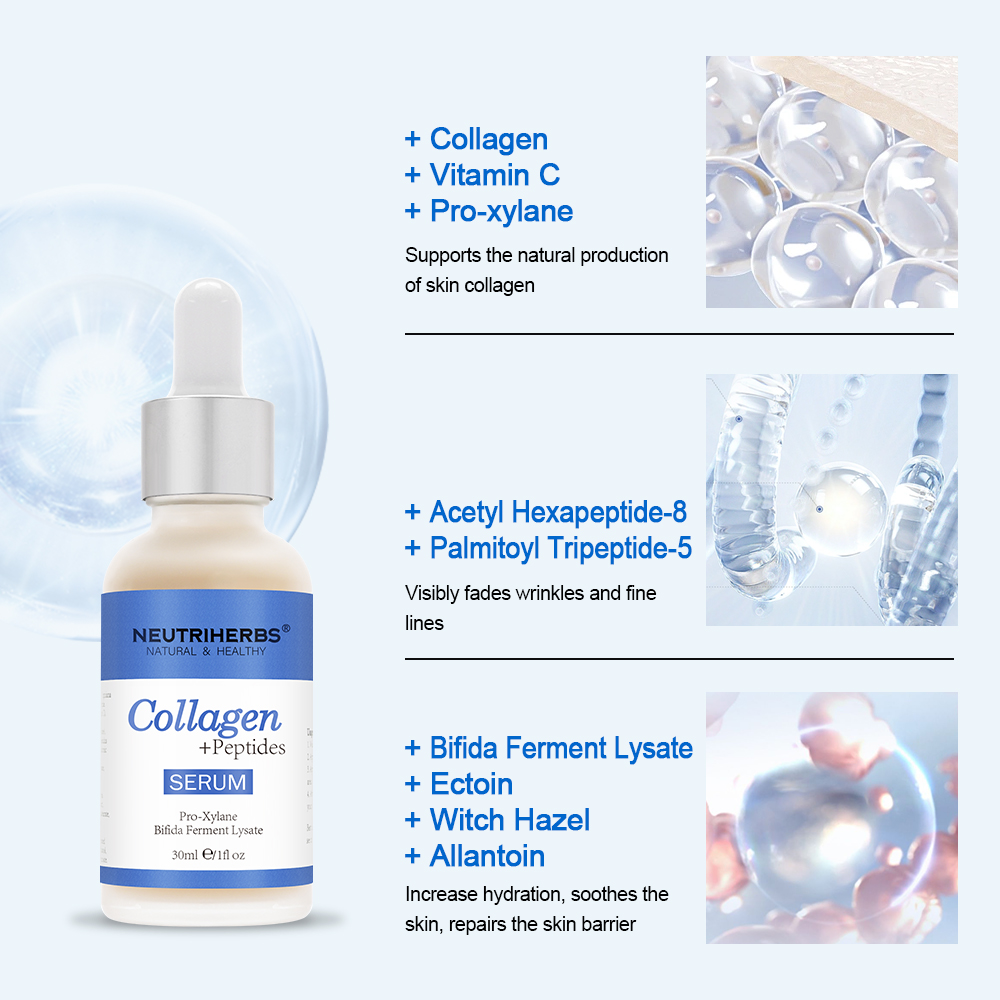 + Collagen
+ Vitamin C
+ Pro-xylane
Supports the natural production
of skin collagen
+ Acetyl Hexapeptide-8
+ Palmitoyl Tripeptide-5
Visibly fades wrinkles and fine
lines
+ Bifida Ferment Lysate
+ Ectoin
+ Witch Hazel
+ Allantoin
Increase hydration, soothes the
skin, repairs the skin barrier
NEUTRIHERBS®
NATURAL & HEALTHY
Collagen
+Peptides
SERUM
Pro-Xylane
Bifida Ferment Lysate
30ml ℮/1fl oz